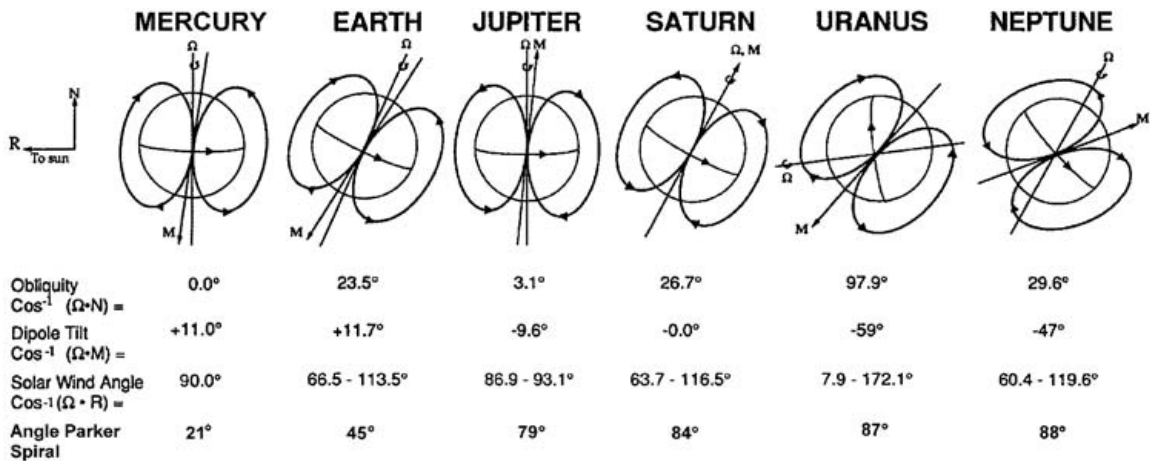 MERCURY EARTH JUPITER SATURN URANUS NEPTUNE
Ω Ω Ω M Ω, M Ω
N
R
To sun
M
Ω
M M M
Obliquity 0.0° 23.5° 3.1° 26.7° 97.9° 29.6°
Cos⁻¹ (Ω•N) =
Dipole Tilt +11.0° +11.7° -9.6° -0.0° -59° -47°
Cos⁻¹ (Ω•M) =
Solar Wind Angle 90.0° 66.5 - 113.5° 86.9 - 93.1° 63.7 - 116.5° 7.9 - 172.1° 60.4 - 119.6°
Cos⁻¹(Ω • R) =
Angle Parker 21° 45° 79° 84° 87° 88°
Spiral